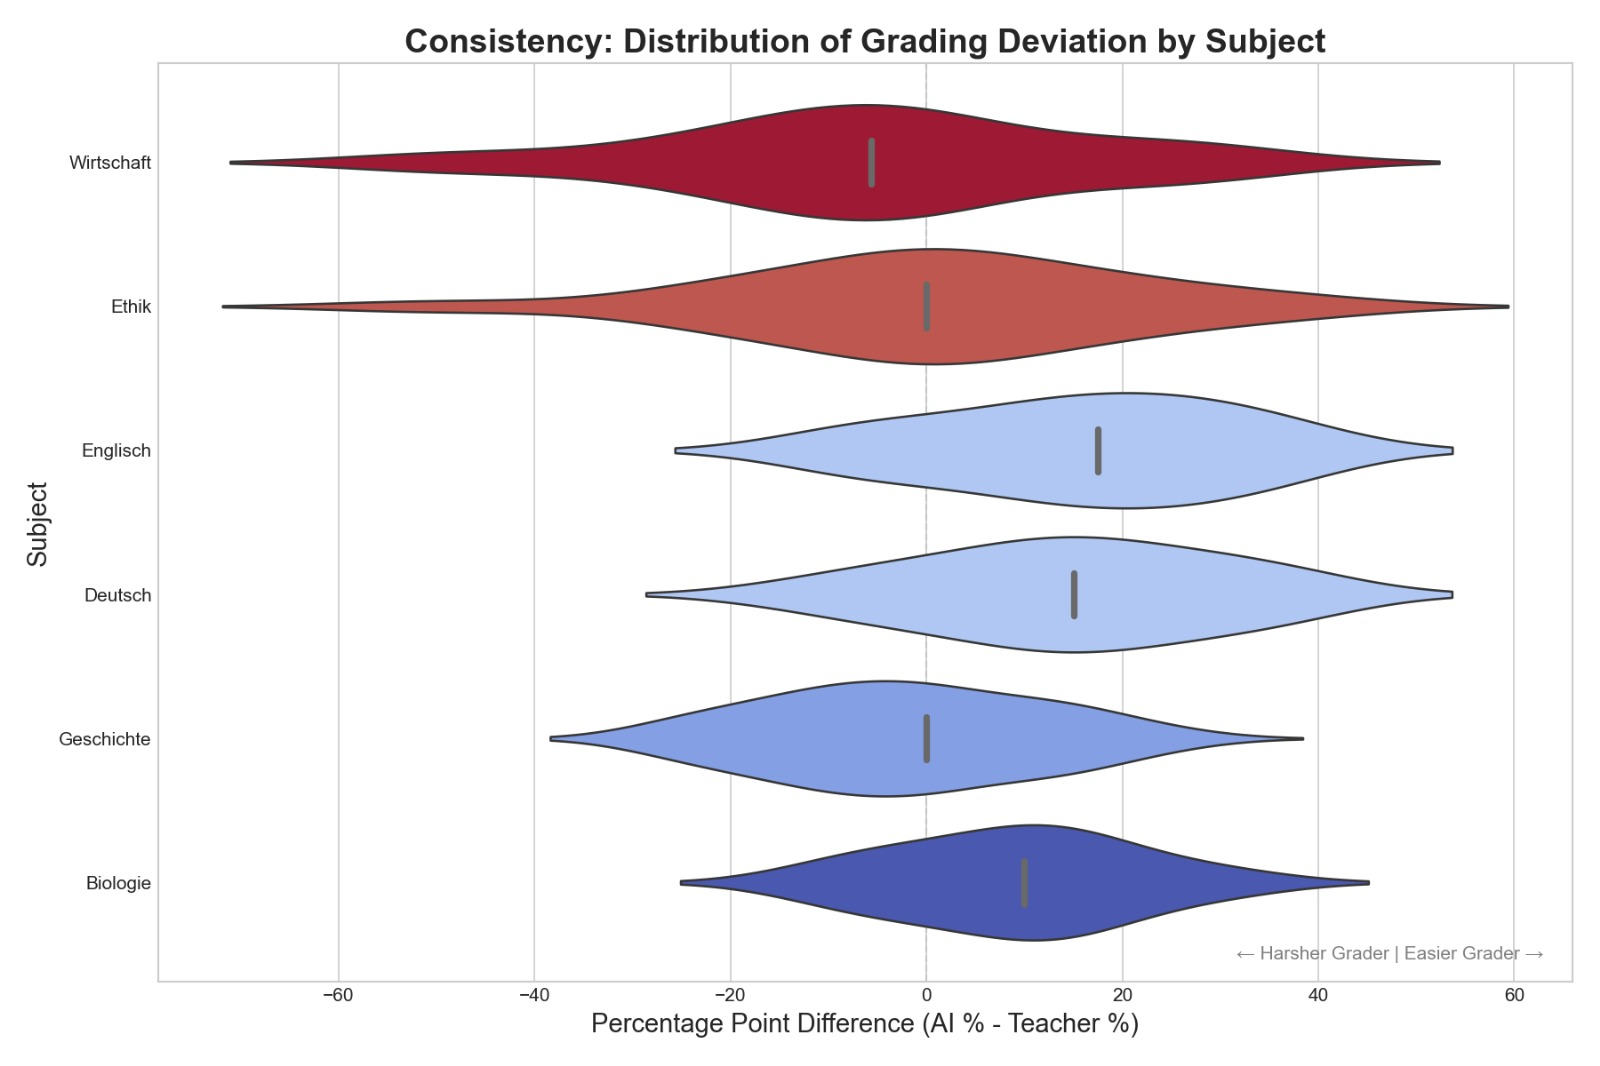 Consistency: Distribution of Grading Deviation by Subject
Wirtschaft
Ethik
Englisch
Deutsch
Geschichte
Biologie
Subject
← Harsher Grader | Easier Grader →
−60 −40 −20 0 20 40 60
Percentage Point Difference (AI % - Teacher %)